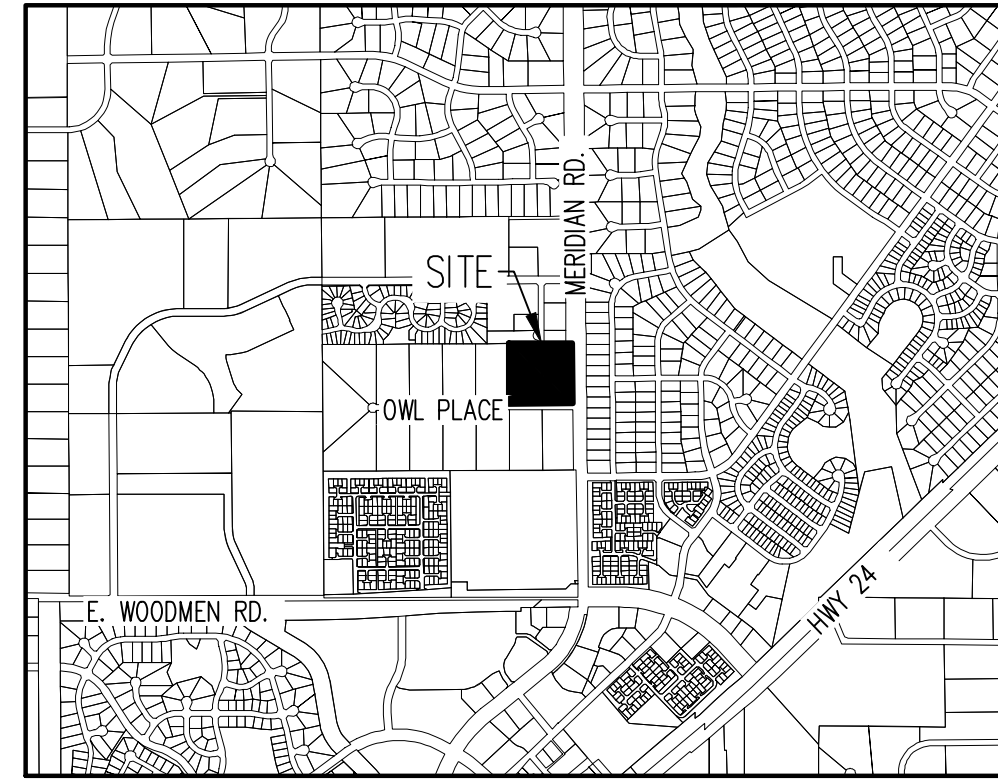 MERIDIAN RD.
SITE
OWL PLACE
E. WOODMEN RD.
HWY 24